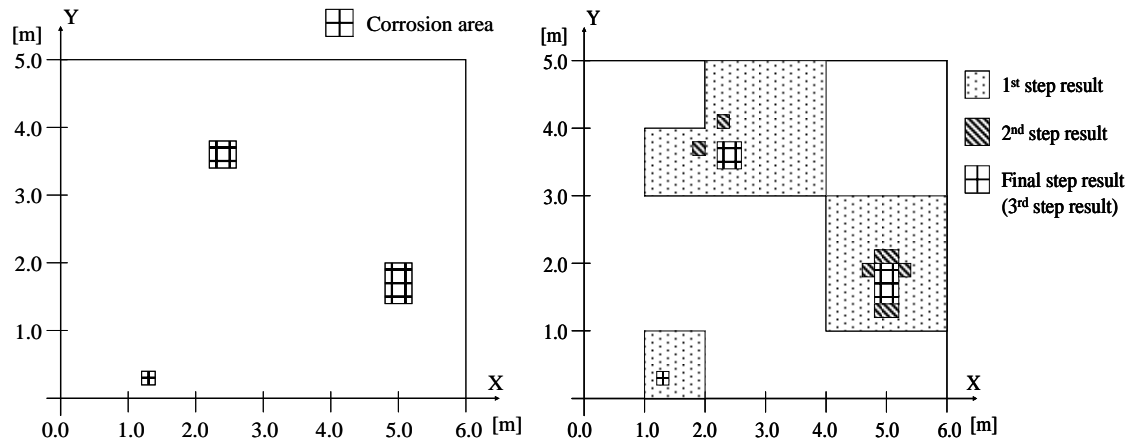 Y
[m]
Corrosion area
5.0
4.0
3.0
2.0
1.0
X
0.0 1.0 2.0 3.0 4.0 5.0 6.0 [m]
Y
[m]
5.0
4.0
3.0
2.0
1.0
X
0.0 1.0 2.0 3.0 4.0 5.0 6.0 [m]
1st step result
2nd step result
Final step result
(3rd step result)